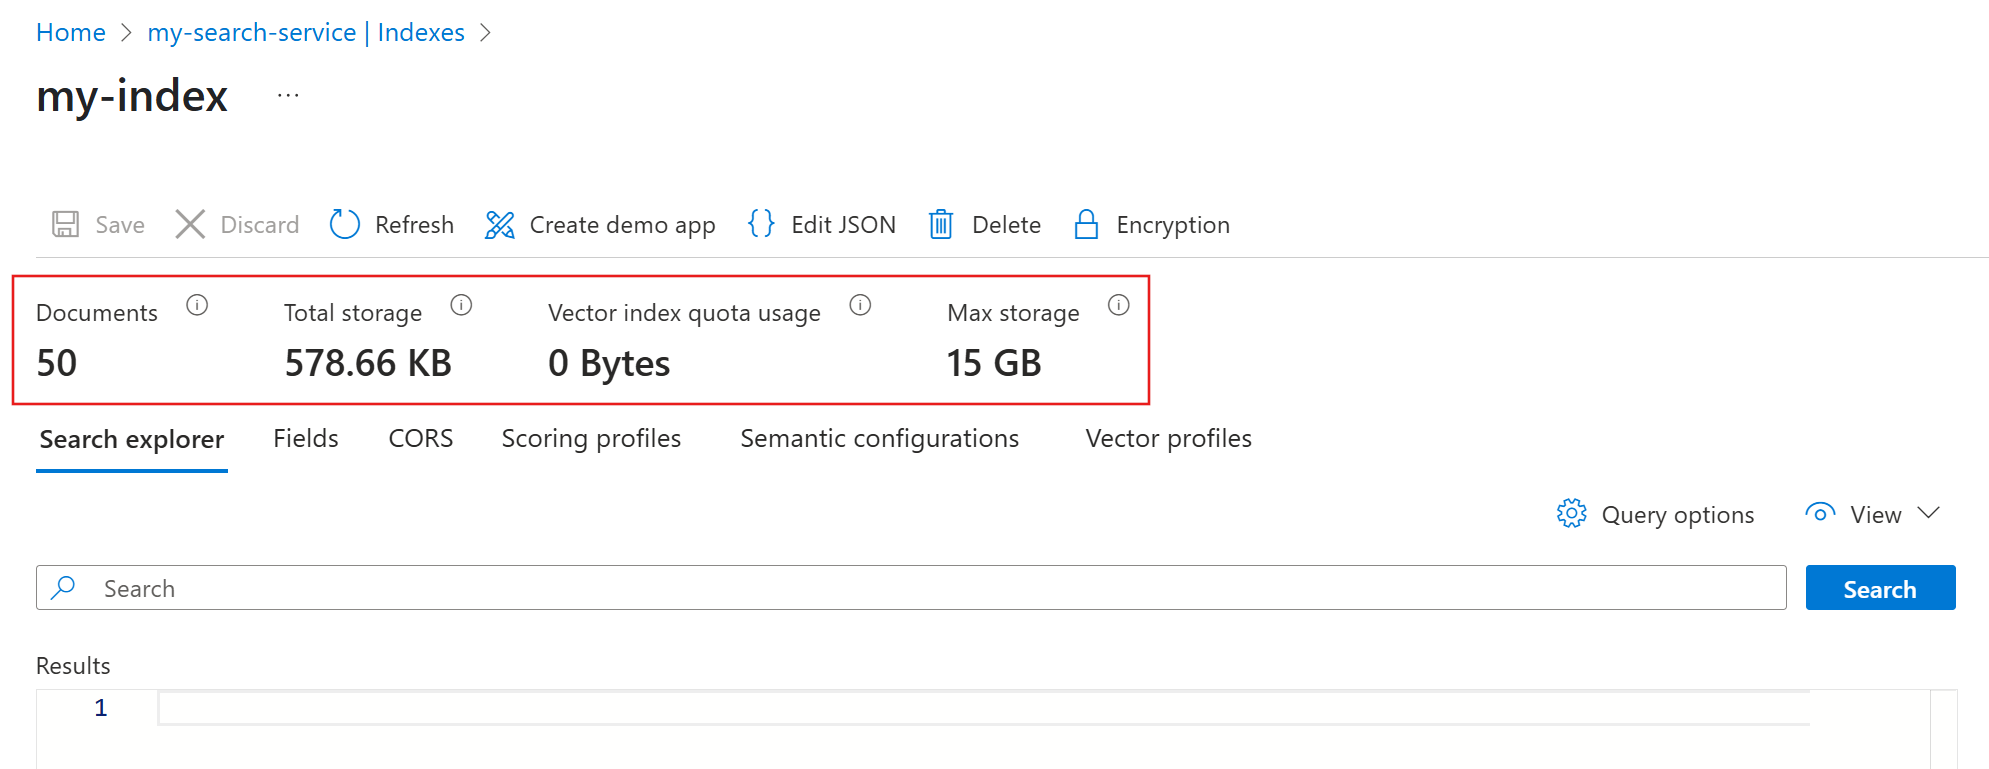 Home > my-search-service | Indexes >
my-index ...
Save Discard Refresh Create demo app {} Edit JSON Delete Encryption
Documents Total storage Vector index quota usage Max storage
50 578.66 KB 0 Bytes 15 GB
Search explorer Fields CORS Scoring profiles Semantic configurations Vector profiles
Query options View
Search Search
Results
1